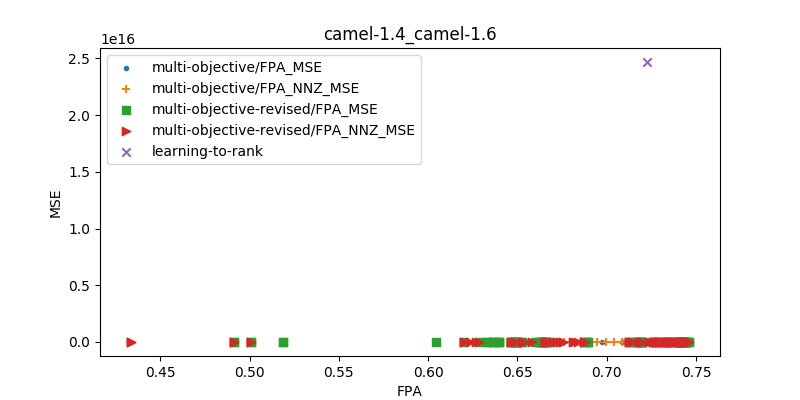 camel-1.4_camel-1.6
1e16
2.5
2.0
1.5
1.0
0.5
0.0
MSE
multi-objective/FPA_MSE
multi-objective/FPA_NNZ_MSE
multi-objective-revised/FPA_MSE
multi-objective-revised/FPA_NNZ_MSE
learning-to-rank
0.45 0.50 0.55 0.60 0.65 0.70 0.75
FPA